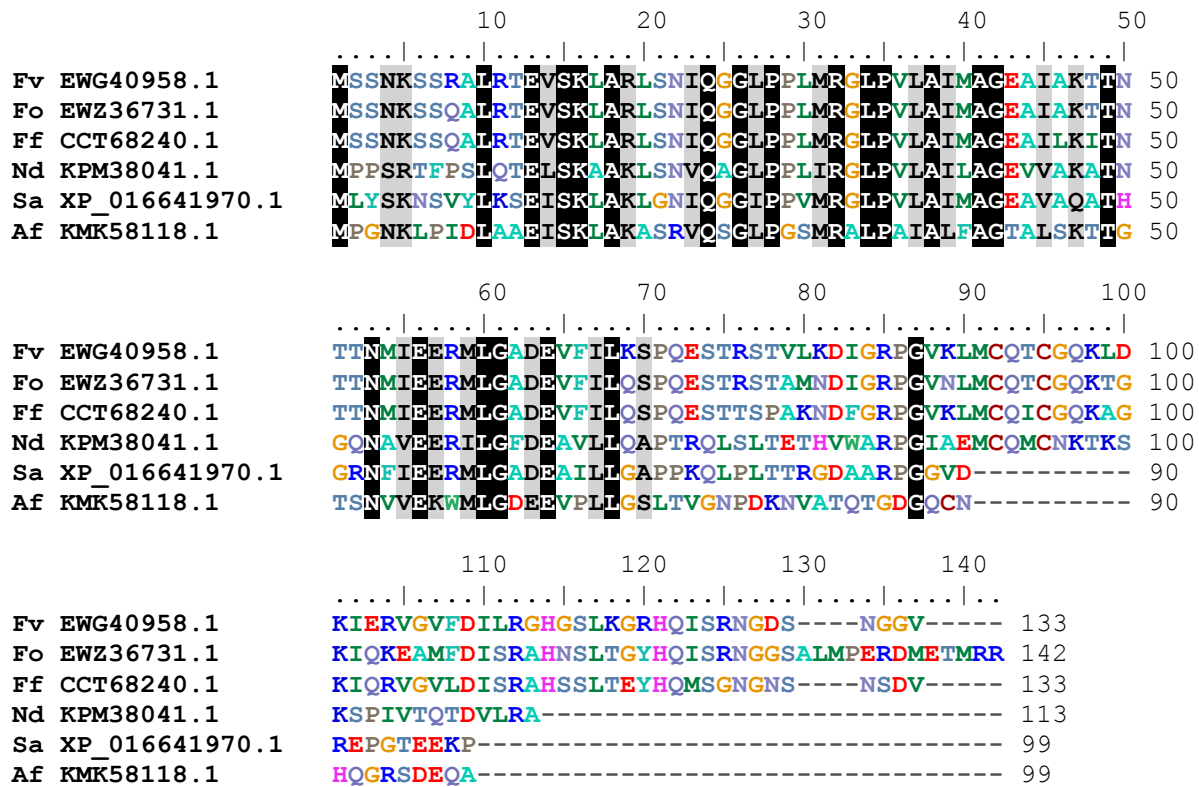 10 20 30 40 50
....|....|....|....|....|....|....|....|....|....|
Fv EWG40958.1 MSSNKSSRALRTEVSKLARLSNIQGGLPPLMRGLPVLAIMAGEAIAKTTN 50
Fo EWZ36731.1 MSSNKSSQALRTEVSKLARLSNIQGGLPPLMRGLPVLAIMAGEAIAKTTN 50
Ff CCT68240.1 MSSNKSSQALRTEVSKLARLSNIQGGLPPLMRGLPVLAIMAGEAILKITN 50
Nd KPM38041.1 MPPSRTFPSLQTELSKAAKLSNVQAGLPPLIRGLPVLAILAGEVVAKATN 50
Sa XP_016641970.1 MLYSKNSVYLKSEISKLAKLGNIQGGIPPVMRGLPVLAIMAGEAVAQATH 50
Af KMK58118.1 MPGNKLPIDLAAEISKLAKASRVQSGLPGSMRALPAIALFAGTALSKTTG 50
60 70 80 90 100
....|....|....|....|....|....|....|....|....|....|
Fv EWG40958.1 TTNMIEERMLGADEVFILKSPQESTRSTVLKDIGRPGVKLMCQTCGQKLD 100
Fo EWZ36731.1 TTNMIEERMLGADEVFILQSPQESTRSTAMNDIGRPGVNLMCQTCGQKTG 100
Ff CCT68240.1 TTNMIEERMLGADEVFILQSPQESTTSPAKNDFGRPGVKLMCQICGQKAG 100
Nd KPM38041.1 GQNAVEERILGFDEAVLLQAPTRQLSLTETHVWARPGIAEMCQMCNKTKS 100
Sa XP_016641970.1 GRNFIEERMLGADEAILLGAPPKQLPLTTRGDAARPGGVD---------- 90
Af KMK58118.1 TSNVVEKWMLGDEEVPLLGSLTVGNPDKNVATQTGDGQCN---------- 90
110 120 130 140
....|....|....|....|....|....|....|....|..
Fv EWG40958.1 KIERVGVFDILRGHGSLKGRHQISRNGDS----NGGV----- 133
Fo EWZ36731.1 KIQKEAMFDISRAHNSLTGYHQISRNGGSALMPERDMETMRR 142
Ff CCT68240.1 KIQRVGVLDISRAHSSLTEYHQMSGNGNS----NSDV----- 133
Nd KPM38041.1 KSPIVTQTDVLRA----------------------------- 113
Sa XP_016641970.1 REPGTEEKP--------------------------------- 99
Af KMK58118.1 HQGRSDEQA--------------------------------- 99